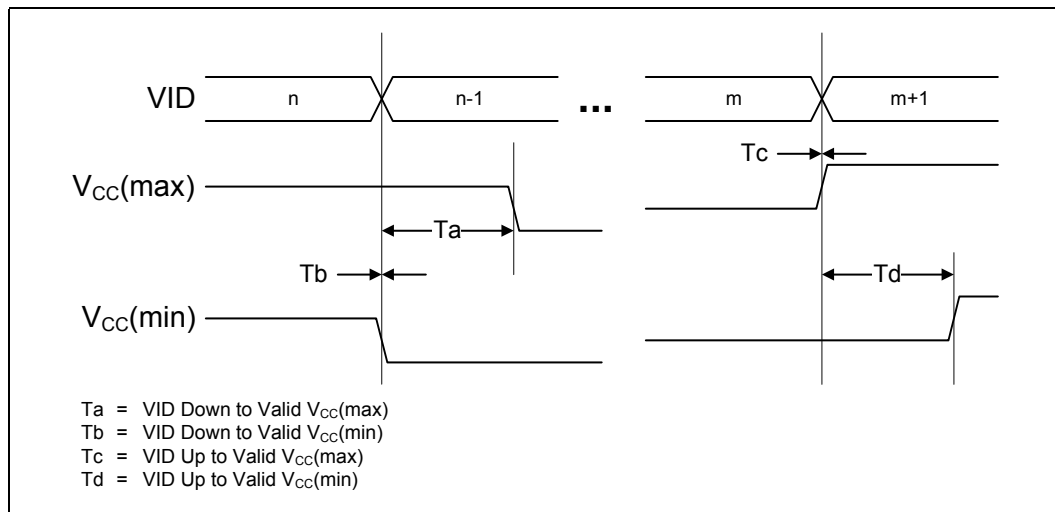 VID
n
n-1
...
m
m+1
Tc
VCC(max)
Ta
Tb
Td
VCC(min)
Ta = VID Down to Valid VCC(max)
Tb = VID Down to Valid VCC(min)
Tc = VID Up to Valid VCC(max)
Td = VID Up to Valid VCC(min)